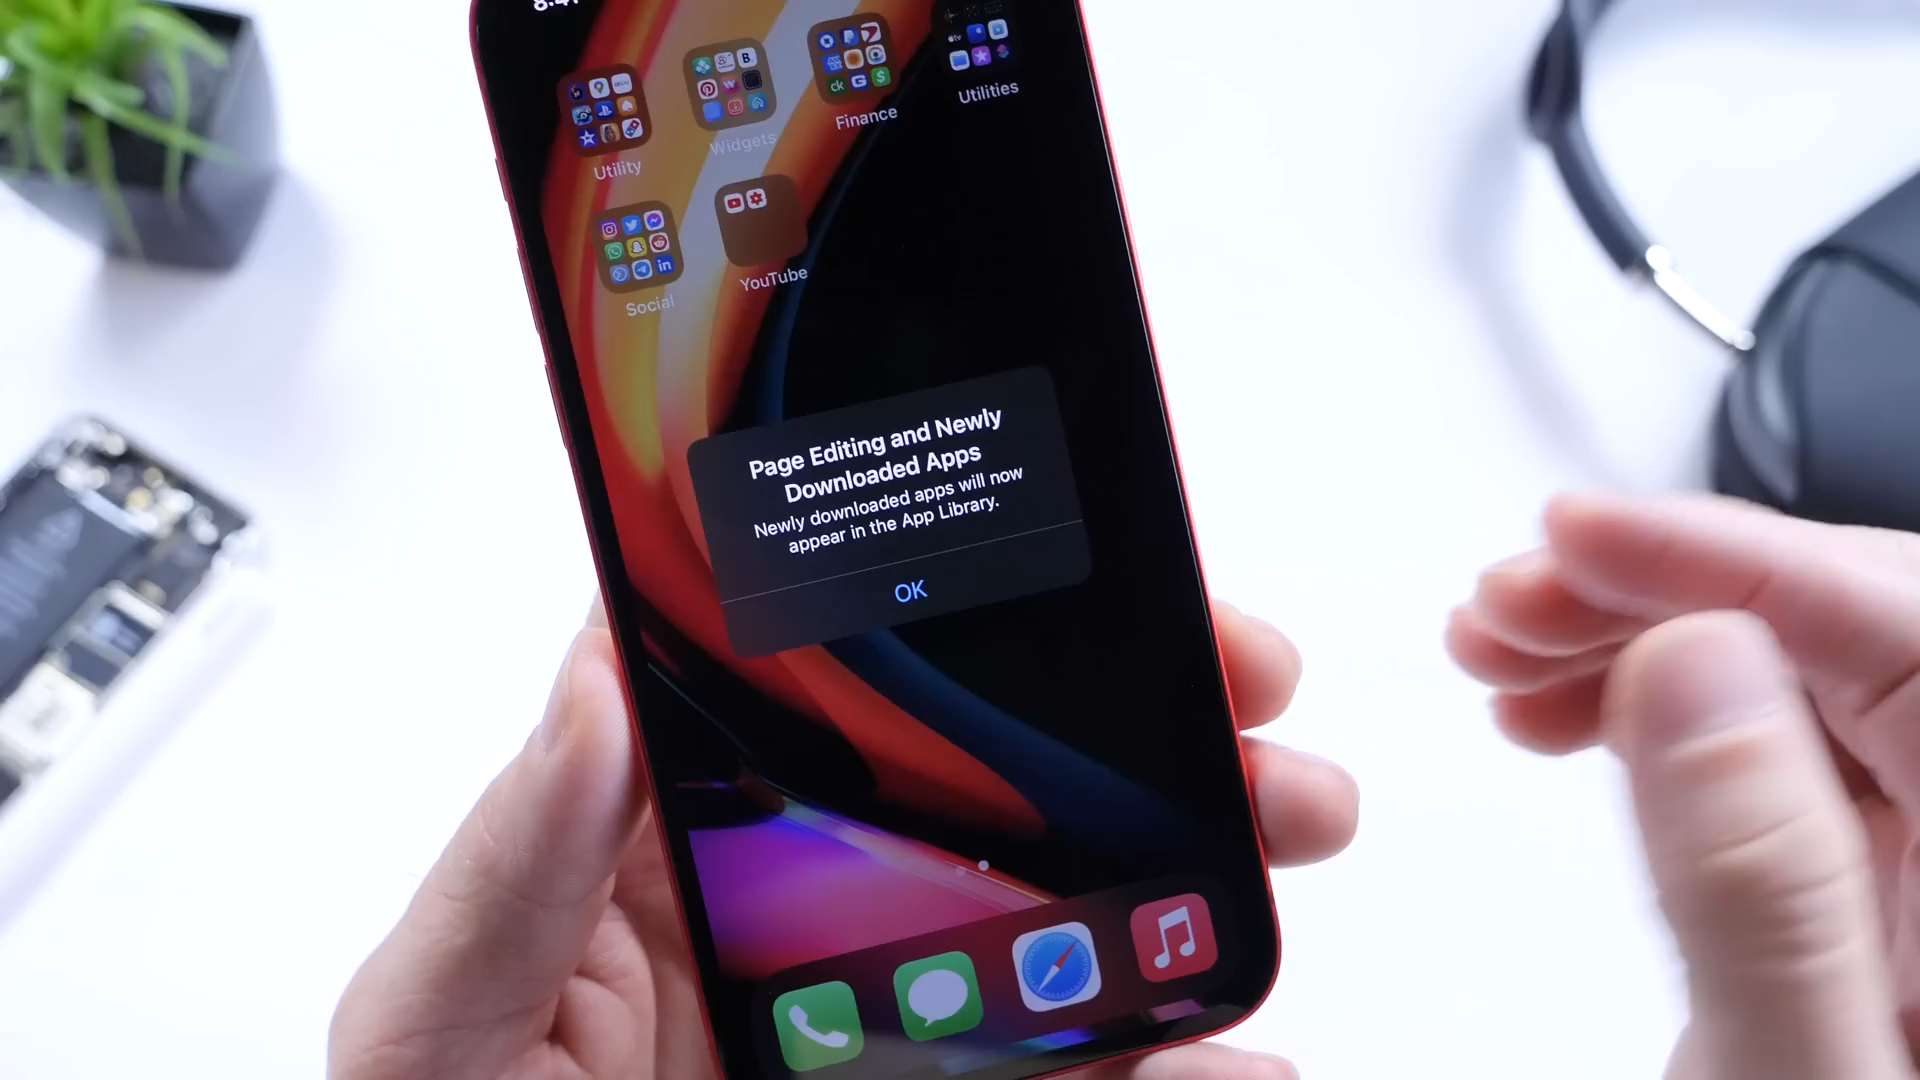 Utility
Widgets
Finance
Utilities
Social
YouTube
Page Editing and Newly
Downloaded Apps
Newly downloaded apps will now
appear in the App Library.
OK